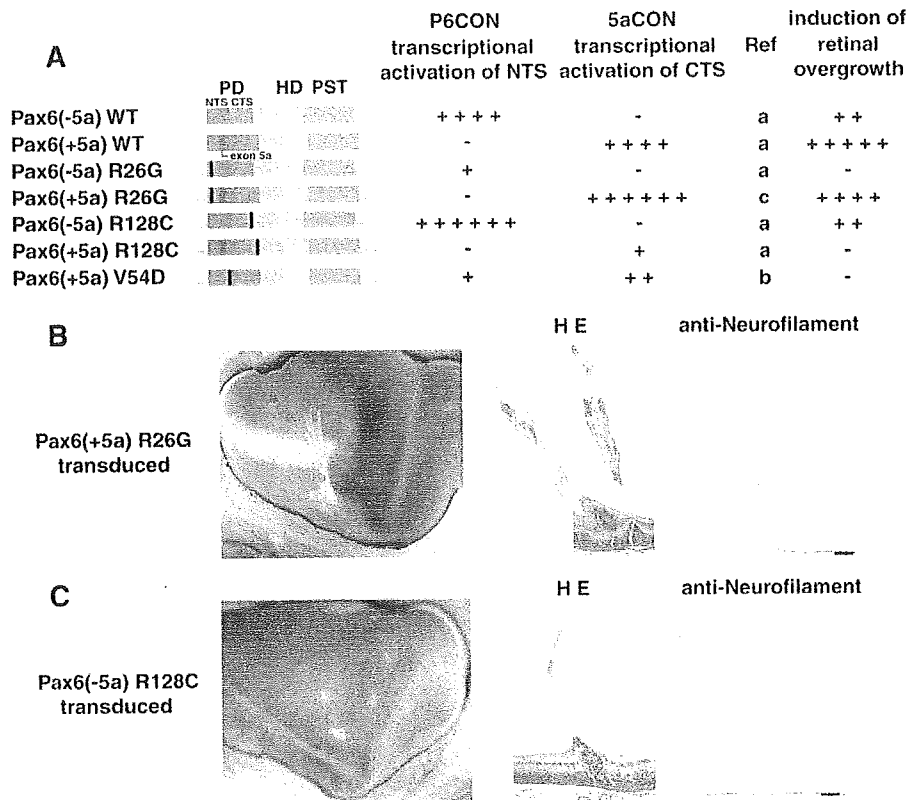 A
P6CON transcriptional activation of NTS
5aCON transcriptional activation of CTS
Ref
induction of retinal overgrowth
PD HD PST
NTS CTS
Pax6(-5a) WT ++++ - a ++
Pax6(+5a) WT - ++++ a +++++
exon 5a
Pax6(-5a) R26G + - a -
Pax6(+5a) R26G - ++++++ c ++++
Pax6(-5a) R128C ++++++ - a ++
Pax6(+5a) R128C - + a -
Pax6(+5a) V54D + ++ b -
B
H E anti-Neurofilament
Pax6(+5a) R26G
transduced
C
H E anti-Neurofilament
Pax6(-5a) R128C
transduced